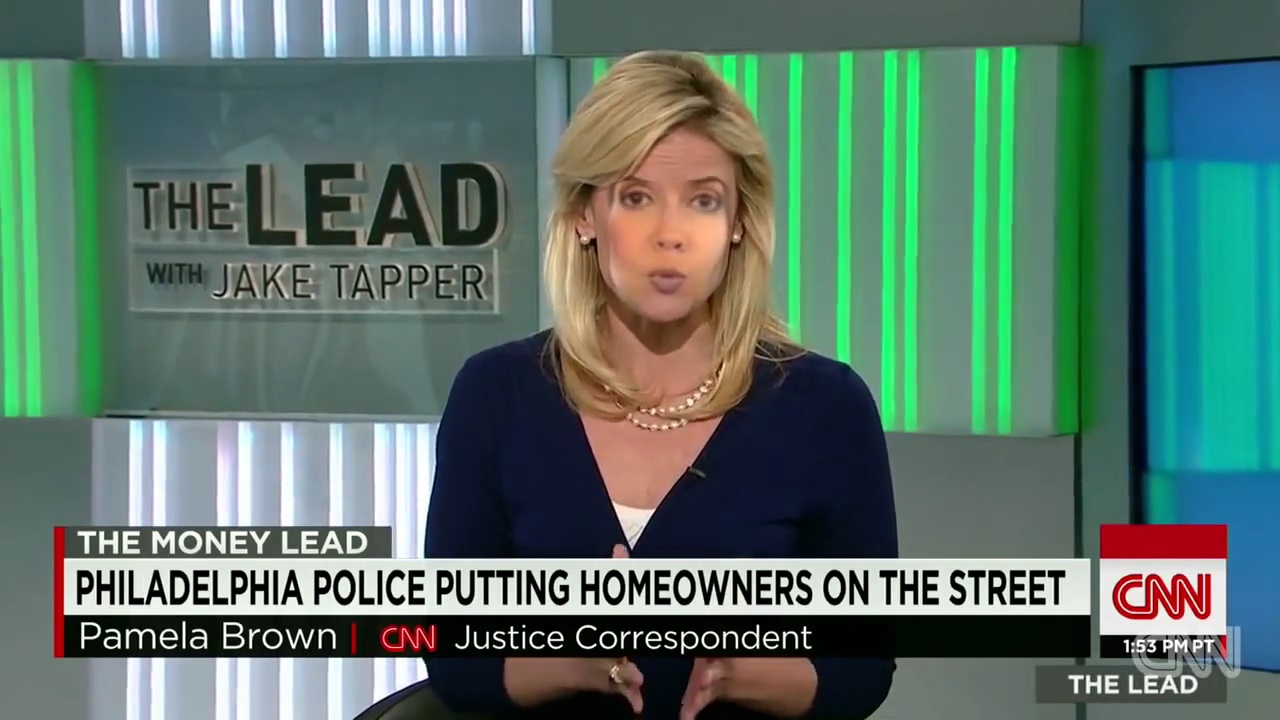 THE LEAD
WITH JAKE TAPPER
THE MONEY LEAD
PHILADELPHIA POLICE PUTTING HOMEOWNERS ON THE STREET
Pamela Brown | CNN Justice Correspondent
CNN
1:53 PM PT
CNN
THE LEAD